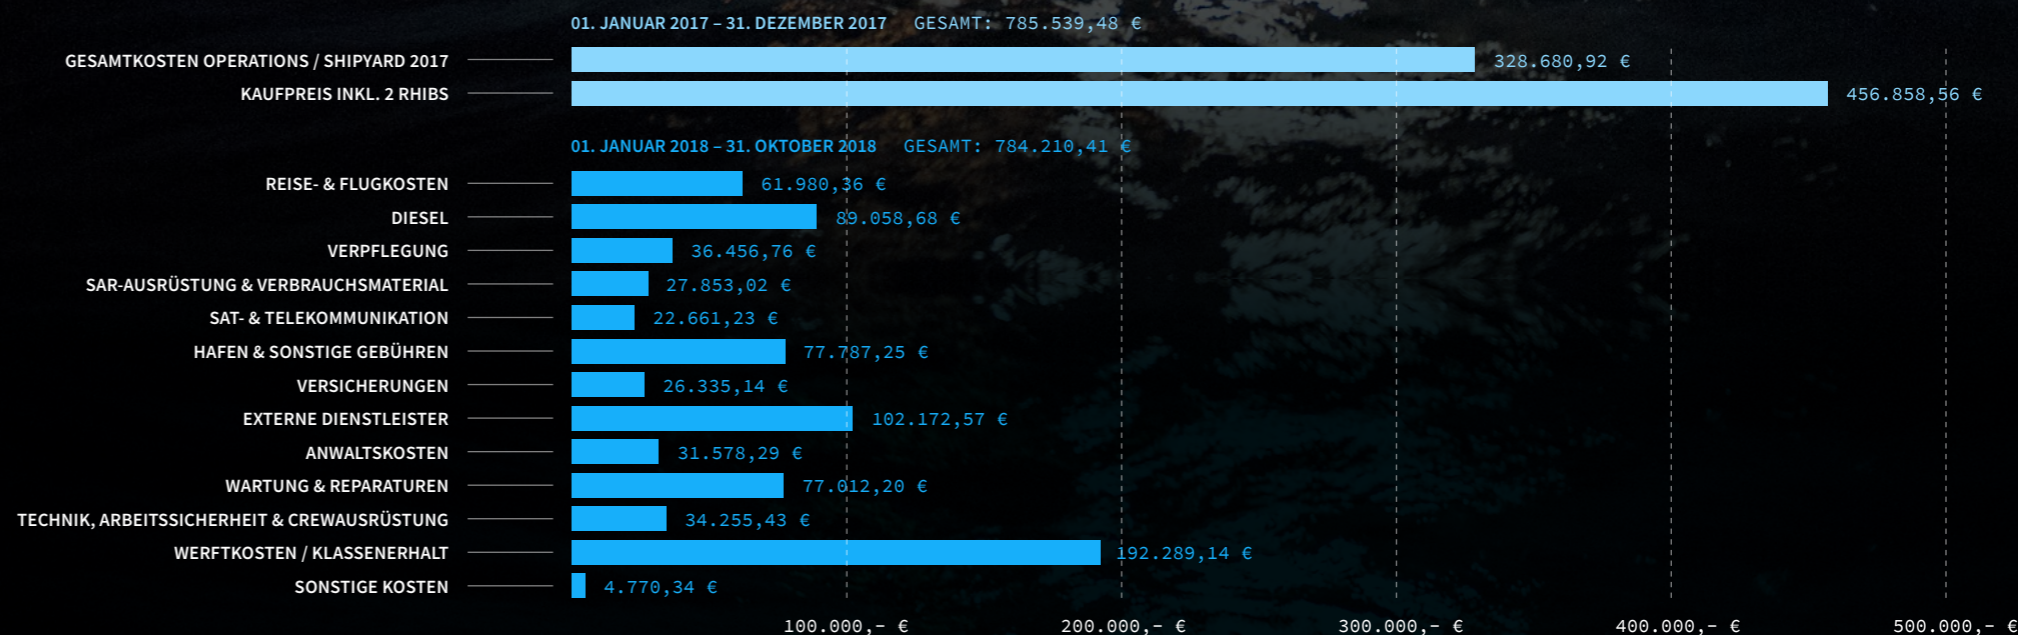 01. JANUAR 2017 – 31. DEZEMBER 2017 GESAMT: 785.539,48 €
GESAMTKOSTEN OPERATIONS / SHIPYARD 2017 328.680,92 €
KAUFPREIS INKL. 2 RHIBS 456.858,56 €
01. JANUAR 2018 – 31. OKTOBER 2018 GESAMT: 784.210,41 €
REISE- & FLUGKOSTEN 61.980,36 €
DIESEL 89.058,68 €
VERPFLEGUNG 36.456,76 €
SAR-AUSRÜSTUNG & VERBRAUCHSMATERIAL 27.853,02 €
SAT- & TELEKOMMUNIKATION 22.661,23 €
HAFEN & SONSTIGE GEBÜHREN 77.787,25 €
VERSICHERUNGEN 26.335,14 €
EXTERNE DIENSTLEISTER 102.172,57 €
ANWALTSKOSTEN 31.578,29 €
WARTUNG & REPARATUREN 77.012,20 €
TECHNIK, ARBEITSSICHERHEIT & CREWAUSRÜSTUNG 34.255,43 €
WERFTKOSTEN / KLASSENERHALT 192.289,14 €
SONSTIGE KOSTEN 4.770,34 €
100.000,– € 200.000,– € 300.000,– € 400.000,– € 500.000,– €